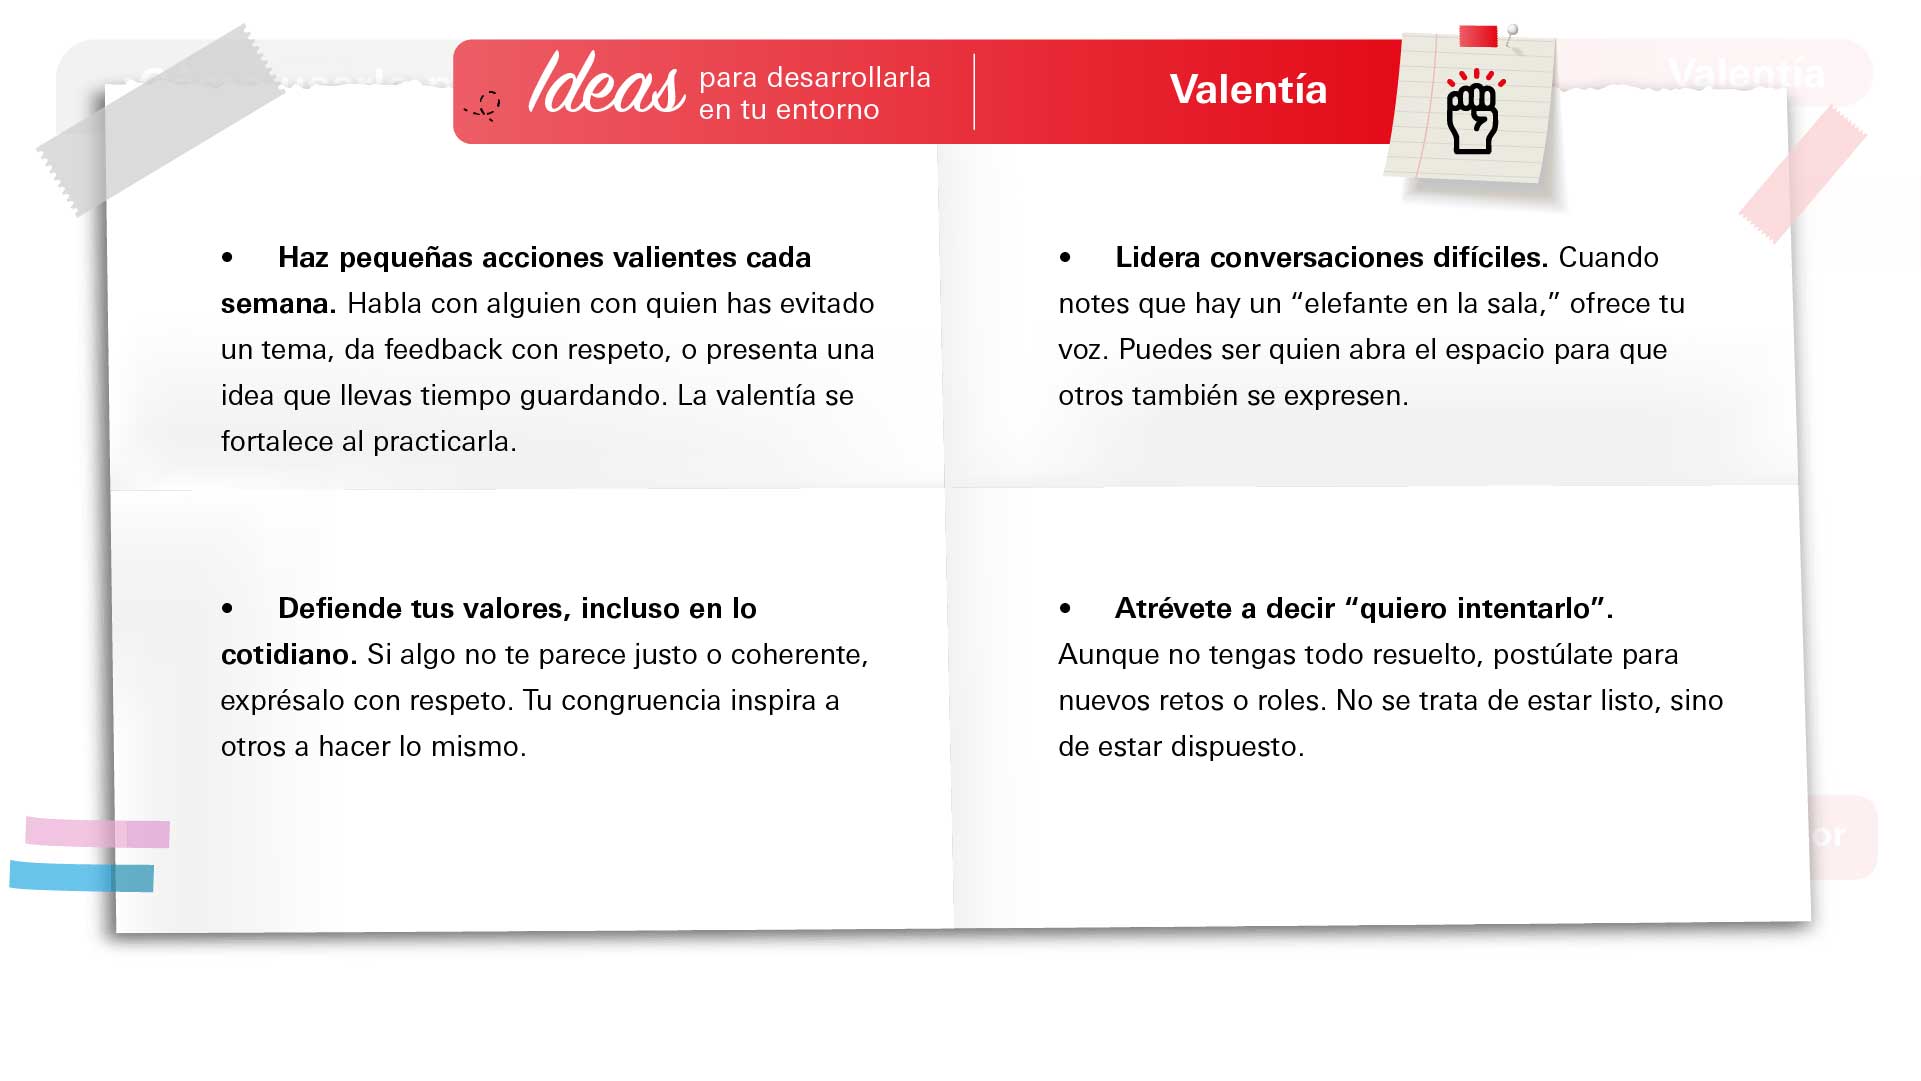 Ideas para desarrollarla
en tu entorno
Valentía
Valentía
• Haz pequeñas acciones valientes cada
semana. Habla con alguien con quien has evitado
un tema, da feedback con respeto, o presenta una
idea que llevas tiempo guardando. La valentía se
fortalece al practicarla.
• Lidera conversaciones difíciles. Cuando
notes que hay un “elefante en la sala,” ofrece tu
voz. Puedes ser quien abra el espacio para que
otros también se expresen.
• Defiende tus valores, incluso en lo
cotidiano. Si algo no te parece justo o coherente,
exprésalo con respeto. Tu congruencia inspira a
otros a hacer lo mismo.
• Atrévete a decir “quiero intentarlo”.
Aunque no tengas todo resuelto, postúlate para
nuevos retos o roles. No se trata de estar listo, sino
de estar dispuesto.